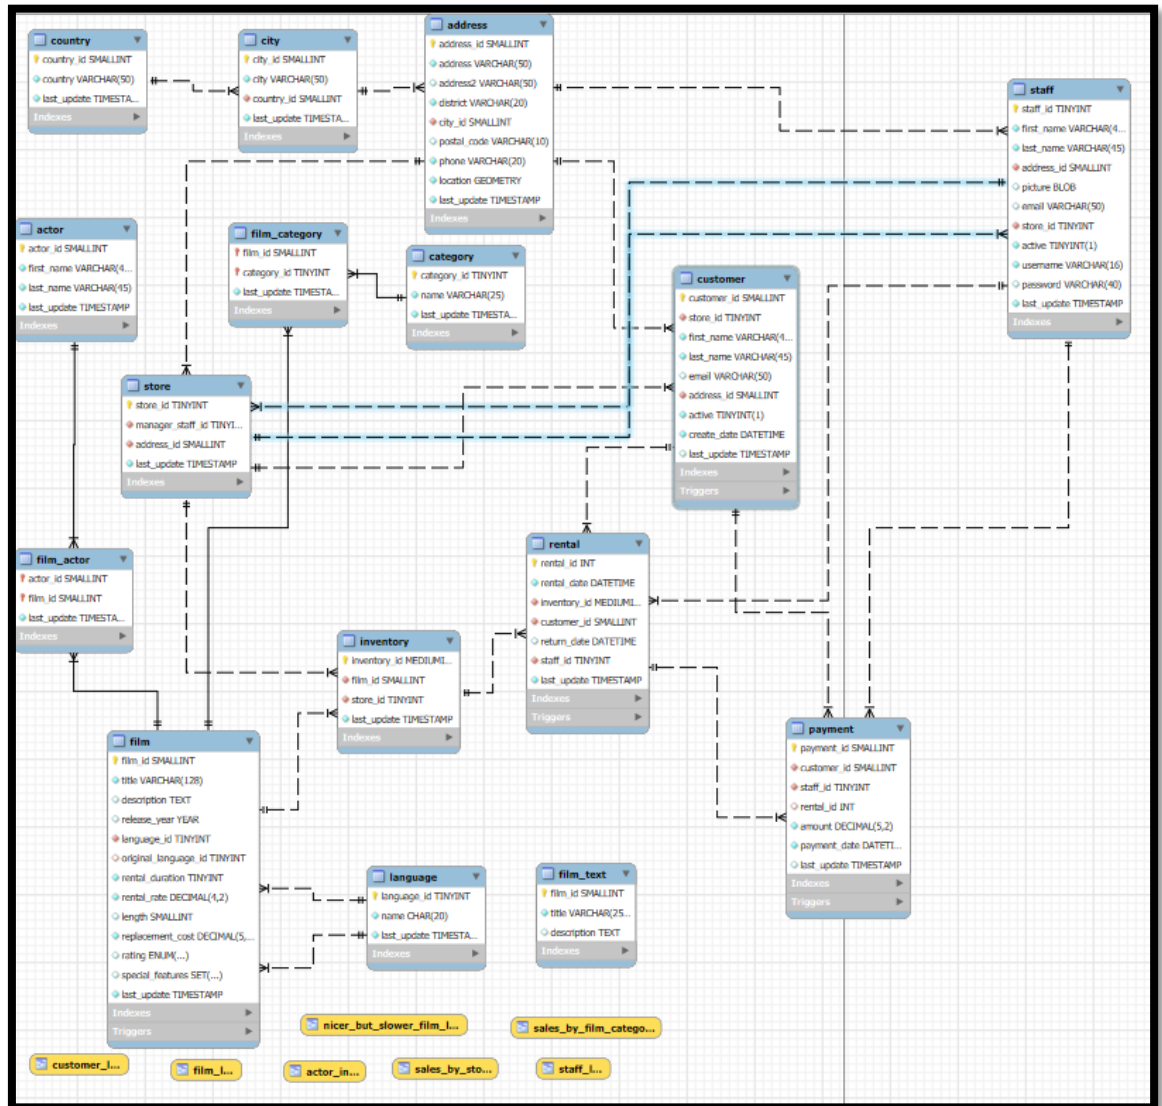 country
country_id SMALLINT
country VARCHAR(50)
last_update TIMESTA...
Indexes
city
city_id SMALLINT
city VARCHAR(50)
country_id SMALLINT
last_update TIMESTA...
Indexes
address
address_id SMALLINT
address VARCHAR(50)
address2 VARCHAR(50)
district VARCHAR(20)
city_id SMALLINT
postal_code VARCHAR(10)
phone VARCHAR(20)
location GEOMETRY
last_update TIMESTAMP
Indexes
staff
staff_id TINYINT
first_name VARCHAR(4...
last_name VARCHAR(45)
address_id SMALLINT
picture BLOB
email VARCHAR(50)
store_id TINYINT
active TINYINT(1)
username VARCHAR(16)
password VARCHAR(40)
last_update TIMESTAMP
Indexes
actor
actor_id SMALLINT
first_name VARCHAR(4...
last_name VARCHAR(45)
last_update TIMESTAMP
Indexes
film_category
film_id SMALLINT
category_id TINYINT
last_update TIMESTA...
Indexes
category
category_id TINYINT
name VARCHAR(25)
last_update TIMESTA...
Indexes
customer
customer_id SMALLINT
store_id TINYINT
first_name VARCHAR(4...
last_name VARCHAR(45)
email VARCHAR(50)
address_id SMALLINT
active TINYINT(1)
create_date DATETIME
last_update TIMESTAMP
Indexes
Triggers
store
store_id TINYINT
manager_staff_id TINYI...
address_id SMALLINT
last_update TIMESTAMP
Indexes
film_actor
actor_id SMALLINT
film_id SMALLINT
last_update TIMESTA...
Indexes
rental
rental_id INT
rental_date DATETIME
inventory_id MEDIUMI...
customer_id SMALLINT
return_date DATETIME
staff_id TINYINT
last_update TIMESTAMP
Indexes
Triggers
inventory
inventory_id MEDIUMI...
film_id SMALLINT
store_id TINYINT
last_update TIMESTAMP
Indexes
payment
payment_id SMALLINT
customer_id SMALLINT
staff_id TINYINT
rental_id INT
amount DECIMAL(5,2)
payment_date DATETI...
last_update TIMESTAMP
Indexes
Triggers
film
film_id SMALLINT
title VARCHAR(128)
description TEXT
release_year YEAR
language_id TINYINT
original_language_id TINYINT
rental_duration TINYINT
rental_rate DECIMAL(4,2)
length SMALLINT
replacement_cost DECIMAL(5,...
rating ENUM(...)
special_features SET(...)
last_update TIMESTAMP
Indexes
Triggers
language
language_id TINYINT
name CHAR(20)
last_update TIMESTA...
Indexes
film_text
film_id SMALLINT
title VARCHAR(25...
description TEXT
Indexes
nicer_but_slower_film_l...
sales_by_film_catego...
customer_l...
film_l...
actor_in...
sales_by_sto...
staff_l...